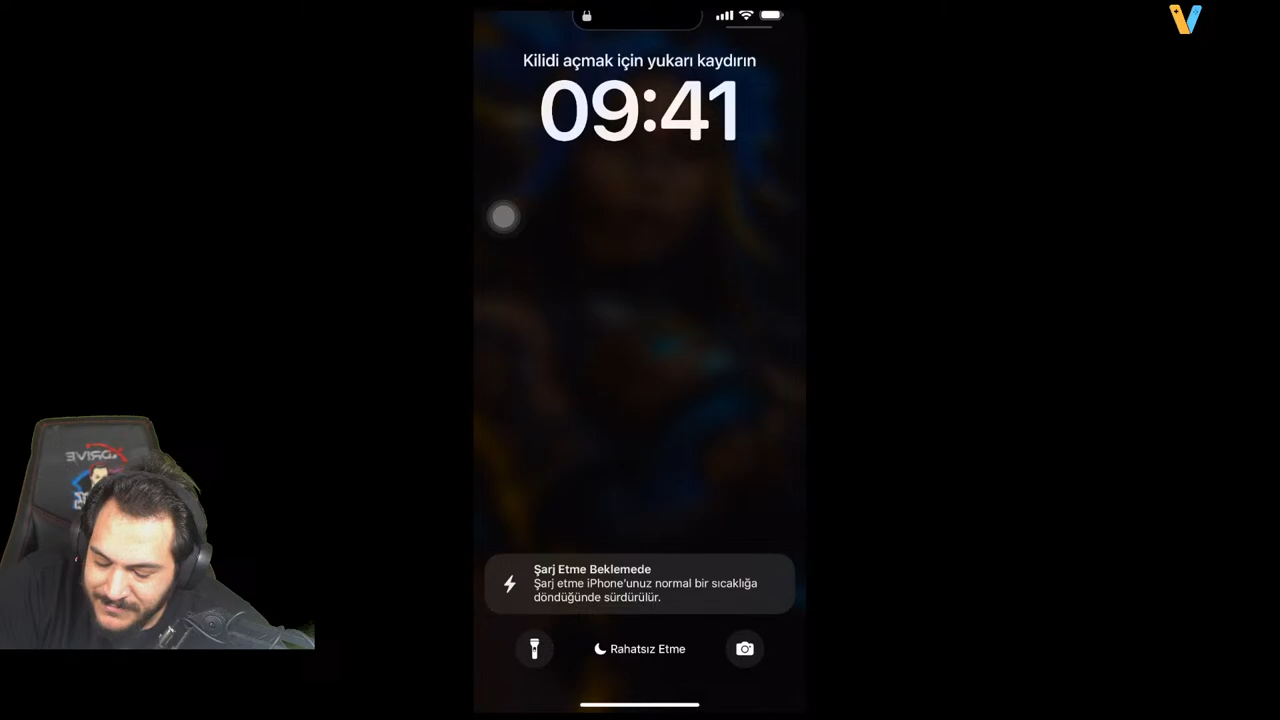 Kilidi açmak için yukarı kaydırın
09:41
XDRIVE
Şarj Etme Beklemede
Şarj etme iPhone'unuz normal bir sıcaklığa
döndüğünde sürdürülür.
Rahatsız Etme